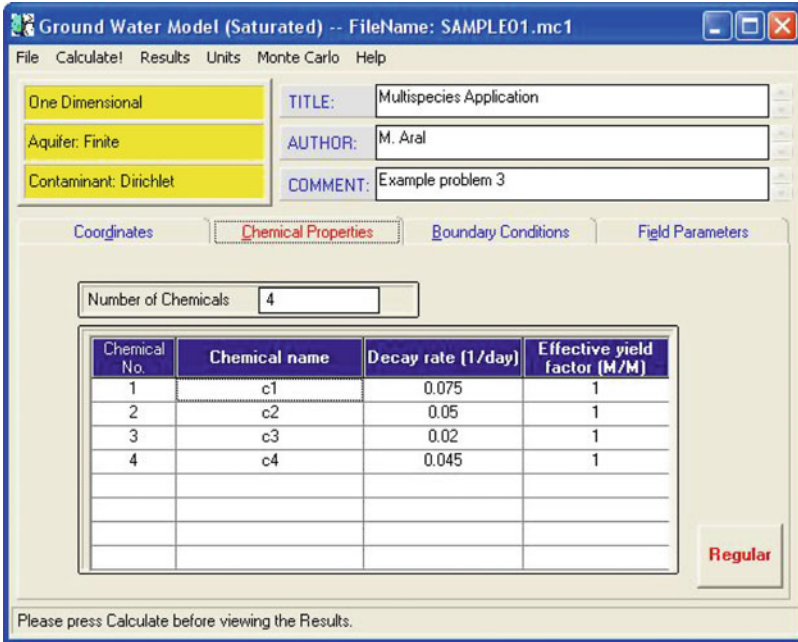 Ground Water Model (Saturated) -- FileName: SAMPLE01.mc1
File Calculate! Results Units Monte Carlo Help
One Dimensional
TITLE: Multispecies Application
Aquifer: Finite
AUTHOR: M. Aral
Contaminant: Dirichlet
COMMENT: Example problem 3
Coordinates Chemical Properties Boundary Conditions Field Parameters
Number of Chemicals 4
Chemical No. Chemical name Decay rate (1/day) Effective yield factor (M/M)
1 c1 0.075 1
2 c2 0.05 1
3 c3 0.02 1
4 c4 0.045 1
Regular
Please press Calculate before viewing the Results.